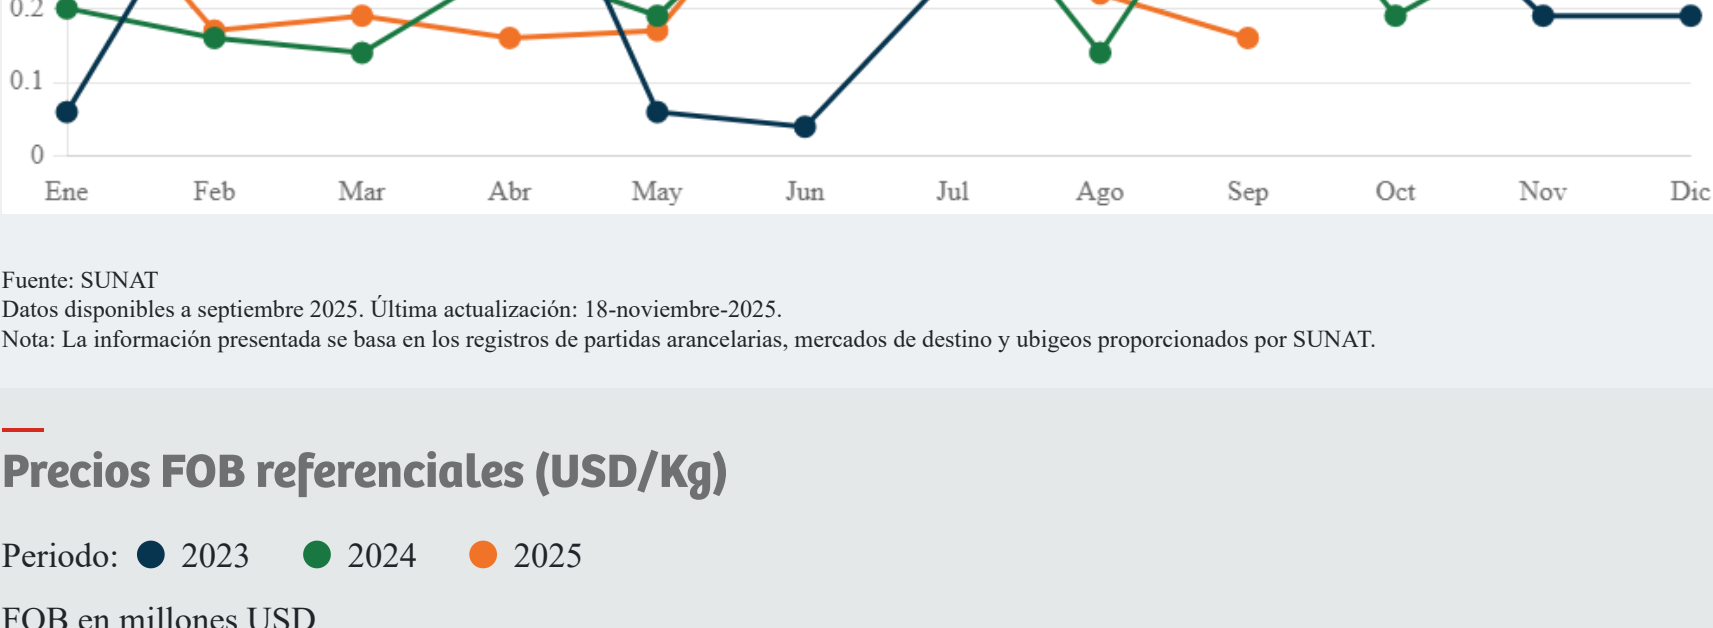 0.2
0.1
0
Ene Feb Mar Abr May Jun Jul Ago Sep Oct Nov Dic
Fuente: SUNAT
Datos disponibles a septiembre 2025. Última actualización: 18-noviembre-2025.
Nota: La información presentada se basa en los registros de partidas arancelarias, mercados de destino y ubigeos proporcionados por SUNAT.
Precios FOB referenciales (USD/Kg)
Periodo: 2023 2024 2025
FOB en millones USD